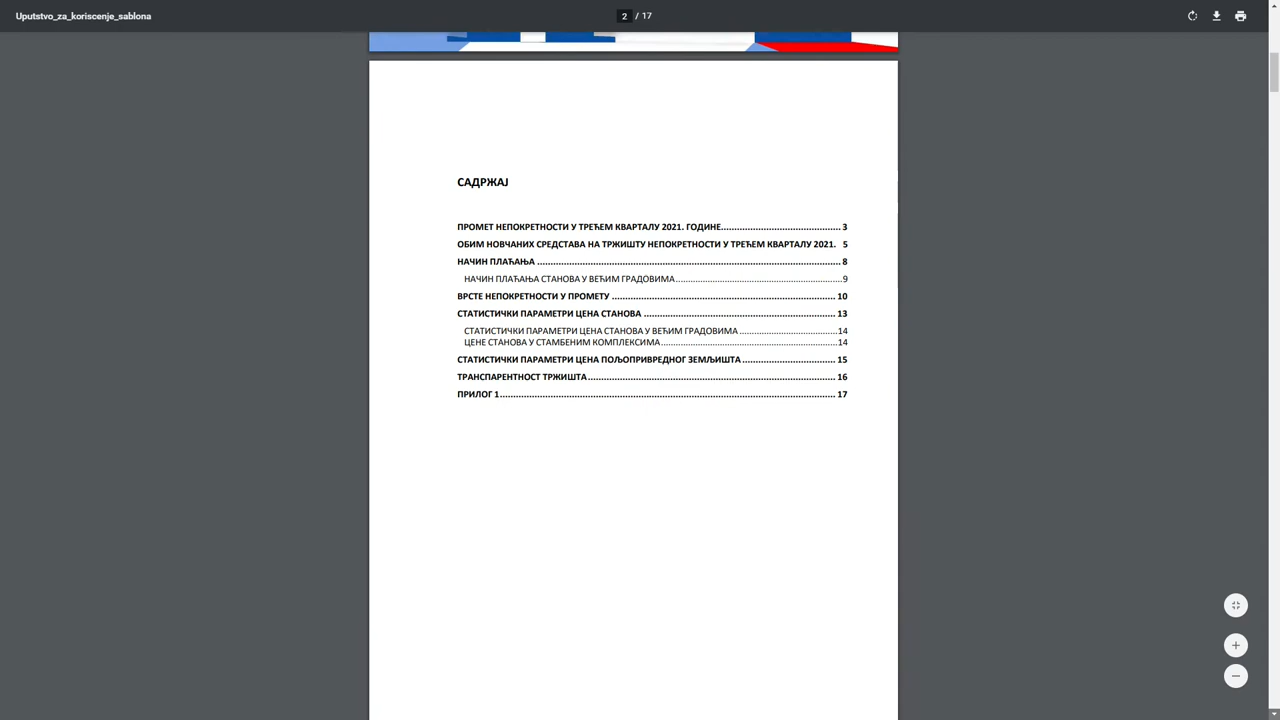 Uputstvo_za_koriscenje_sablona
2 / 17
САДРЖАЈ
ПРОМЕТ НЕПОКРЕТНОСТИ У ТРЕЋЕМ КВАРТАЛУ 2021. ГОДИНЕ 3
ОБИМ НОВЧАНИХ СРЕДСТАВА НА ТРЖИШТУ НЕПОКРЕТНОСТИ У ТРЕЋЕМ КВАРТАЛУ 2021. 5
НАЧИН ПЛАЋАЊА 8
НАЧИН ПЛАЋАЊА СТАНОВА У ВЕЋИМ ГРАДОВИМА 9
ВРСТЕ НЕПОКРЕТНОСТИ У ПРОМЕТУ 10
СТАТИСТИЧКИ ПАРАМЕТРИ ЦЕНА СТАНОВА 13
СТАТИСТИЧКИ ПАРАМЕТРИ ЦЕНА СТАНОВА У ВЕЋИМ ГРАДОВИМА 14
ЦЕНЕ СТАНОВА У СТАМБЕНИМ КОМПЛЕКСИМА 14
СТАТИСТИЧКИ ПАРАМЕТРИ ЦЕНА ПОЉОПРИВРЕДНОГ ЗЕМЉИШТА 15
ТРАНСПАРЕНТНОСТ ТРЖИШТА 16
ПРИЛОГ 1 17